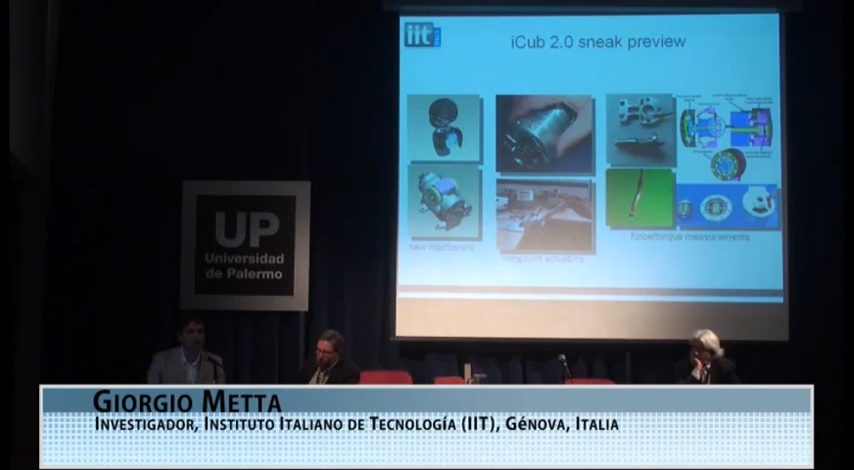 iit
iCub 2.0 sneak preview
new mechanics
compliant actuators
force/torque measurements
UP
Universidad
de Palermo
GIORGIO METTA
INVESTIGADOR, INSTITUTO ITALIANO DE TECNOLOGÍA (IIT), GÉNOVA, ITALIA